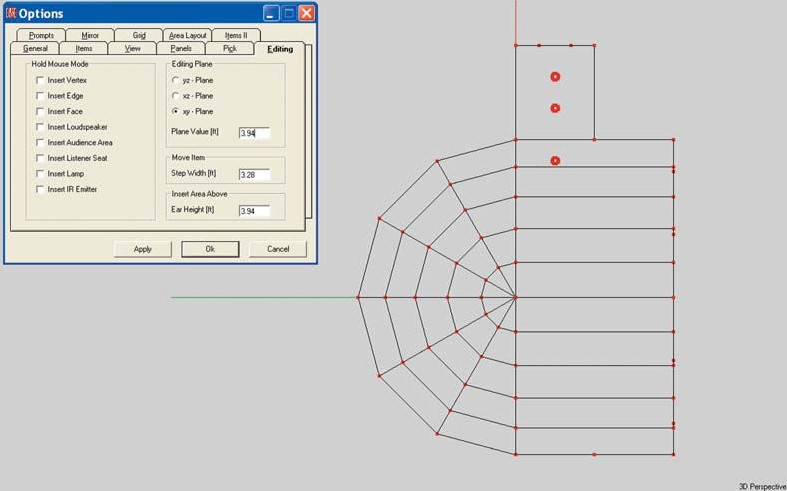 Options
Prompts Mirror Grid Area Layout Items II
General Items View Panels Pick Editing
Hold Mouse Mode
Insert Vertex
Insert Edge
Insert Face
Insert Loudspeaker
Insert Audience Area
Insert Listener Seat
Insert Lamp
Insert IR Emitter
Editing Plane
yz - Plane
xz - Plane
xy - Plane
Plane Value [ft] 3.94
Move Item
Step Width [ft] 3.28
Insert Area Above
Ear Height [ft] 3.94
Apply Ok Cancel
3D Perspective